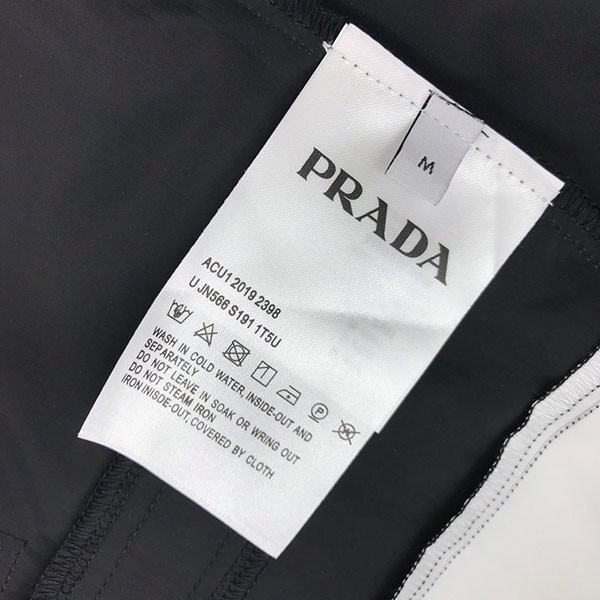 M
PRADA
ACU1 2019 2398
U JN566 S191 1T5U
WASH IN COLD WATER, INSIDE-OUT AND
SEPARATELY
DO NOT LEAVE IN SOAK OR WRING OUT
DO NOT STEAM IRON
IRON INISDE-OUT, COVERED BY CLOTH